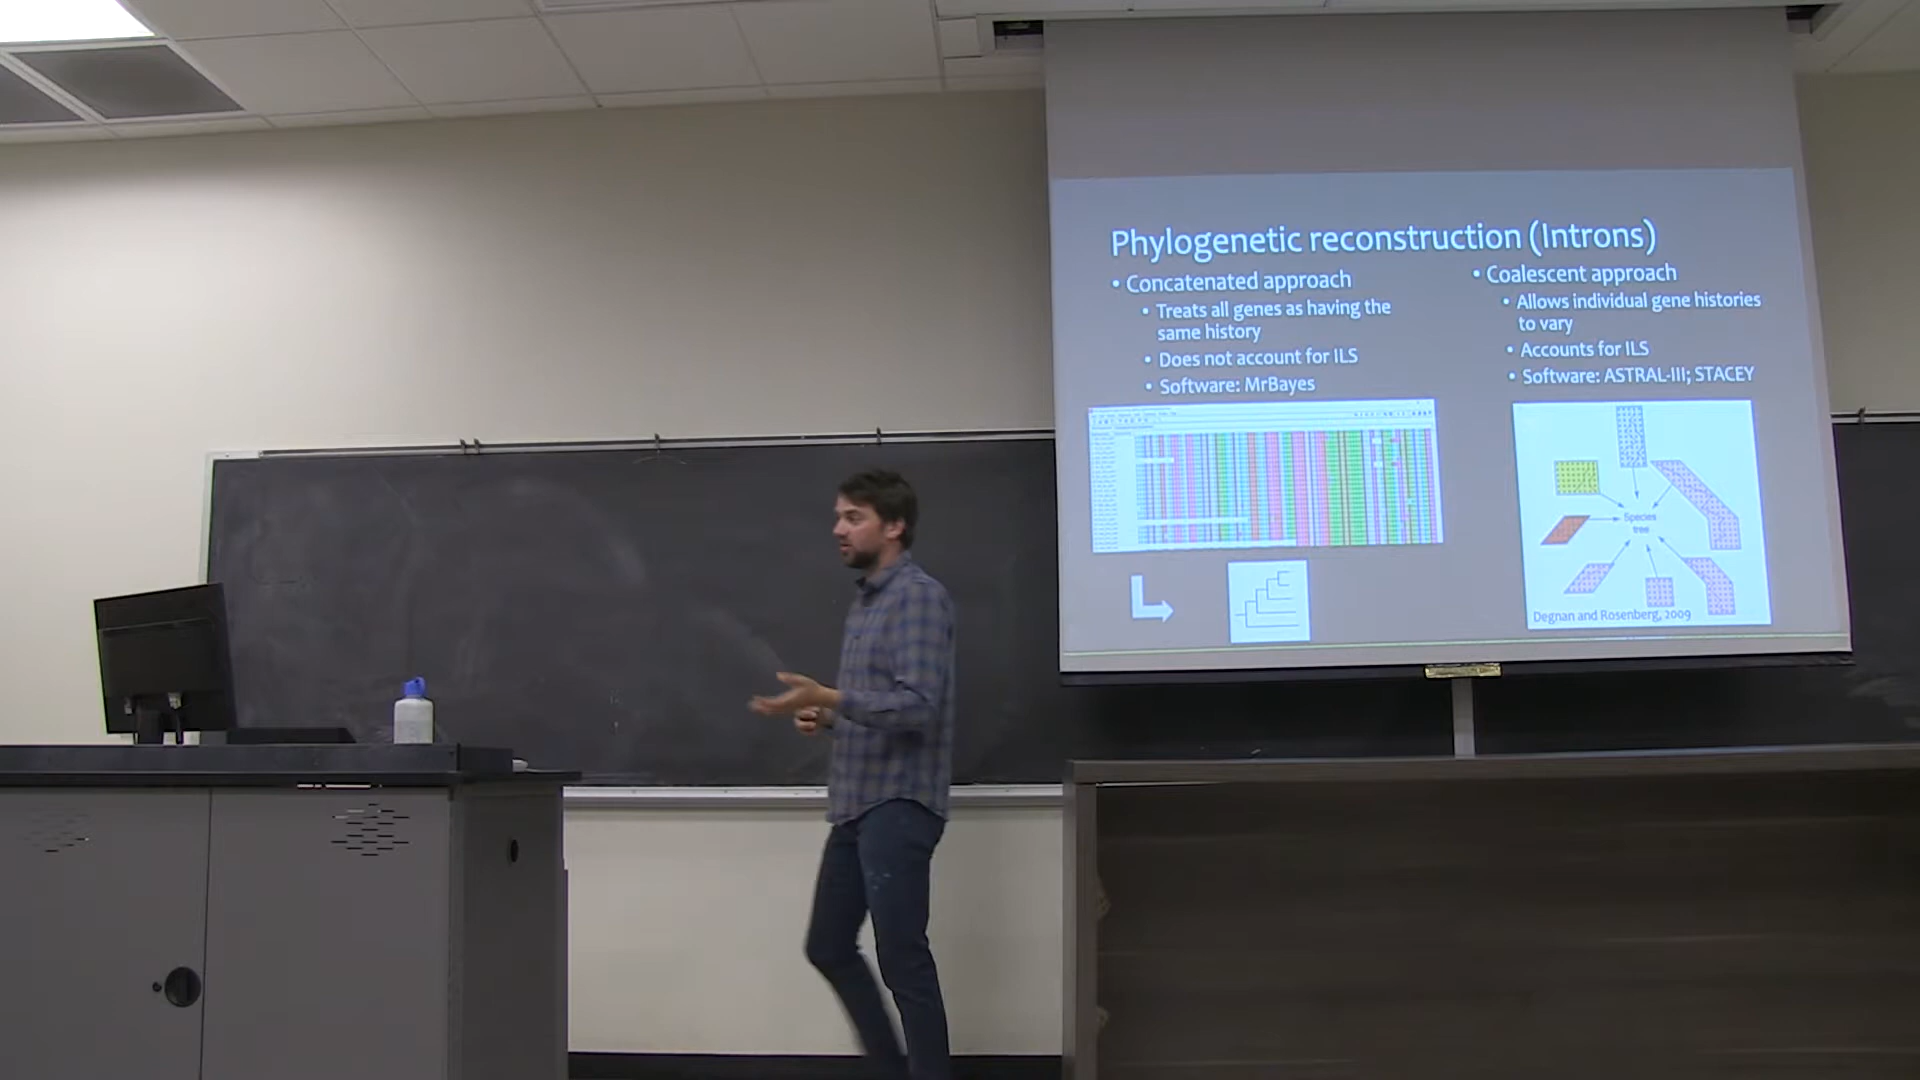 Phylogenetic reconstruction (Introns)
• Concatenated approach
• Treats all genes as having the
same history
• Does not account for ILS
• Software: MrBayes
• Coalescent approach
• Allows individual gene histories
to vary
• Accounts for ILS
• Software: ASTRAL-III; STACEY
Species
tree
Degnan and Rosenberg, 2009